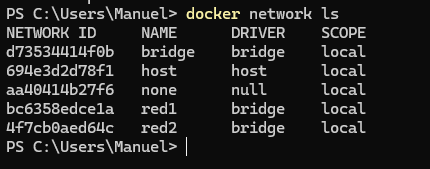 PS C:\Users\Manuel> docker network ls
NETWORK ID     NAME      DRIVER    SCOPE
d73534414f0b   bridge    bridge    local
694e3d2d78f1   host      host      local
aa40414b27f6   none      null      local
bc6358edce1a   red1      bridge    local
4f7cb0aed64c   red2      bridge    local
PS C:\Users\Manuel>